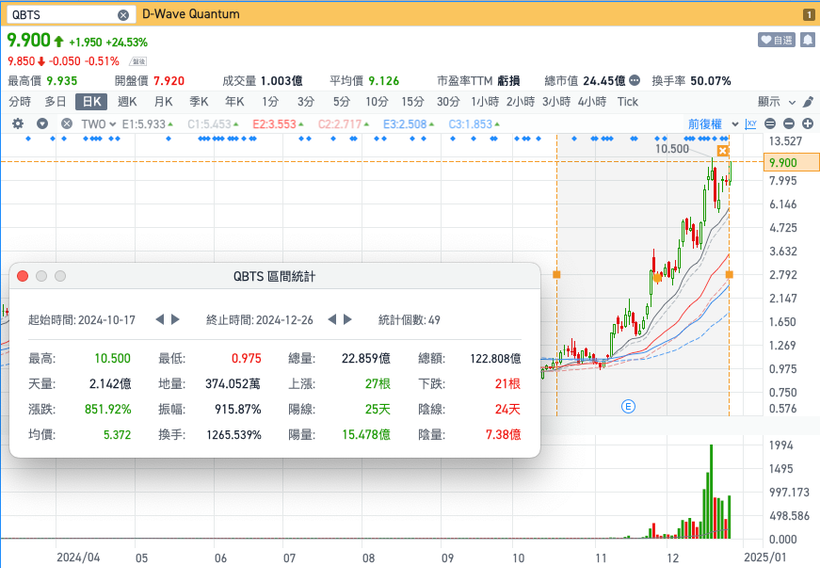 QBTS D-Wave Quantum 1
9.900 +1.950 +24.53% 自選
9.850 -0.050 -0.51% 盤後
最高價 9.935 開盤價 7.920 成交量 1.003億 平均價 9.126 市盈率TTM 虧損 總市值 24.45億 換手率 50.07%
分時 多日 日K 週K 月K 季K 年K 1分 3分 5分 10分 15分 30分 1小時 2小時 3小時 4小時 Tick 顯示
TWO E1:5.933 C1:5.453 E2:3.553 C2:2.717 E3:2.508 C3:1.853 前復權 XY
10.500
13.527
9.900
7.995
6.146
4.725
3.632
2.792
2.147
1.650
1.269
0.975
0.750
0.576
QBTS 區間統計
起始時間: 2024-10-17 終止時間: 2024-12-26 統計個數: 49
最高: 10.500 最低: 0.975 總量: 22.859億 總額: 122.808億
天量: 2.142億 地量: 374.052萬 上漲: 27根 下跌: 21根
漲跌: 851.92% 振幅: 915.87% 陽線: 25天 陰線: 24天
均價: 5.372 換手: 1265.539% 陽量: 15.478億 陰量: 7.38億
E
1994
1495
997.173
498.586
0.000
2024/04 05 06 07 08 09 10 11 12 2025/01